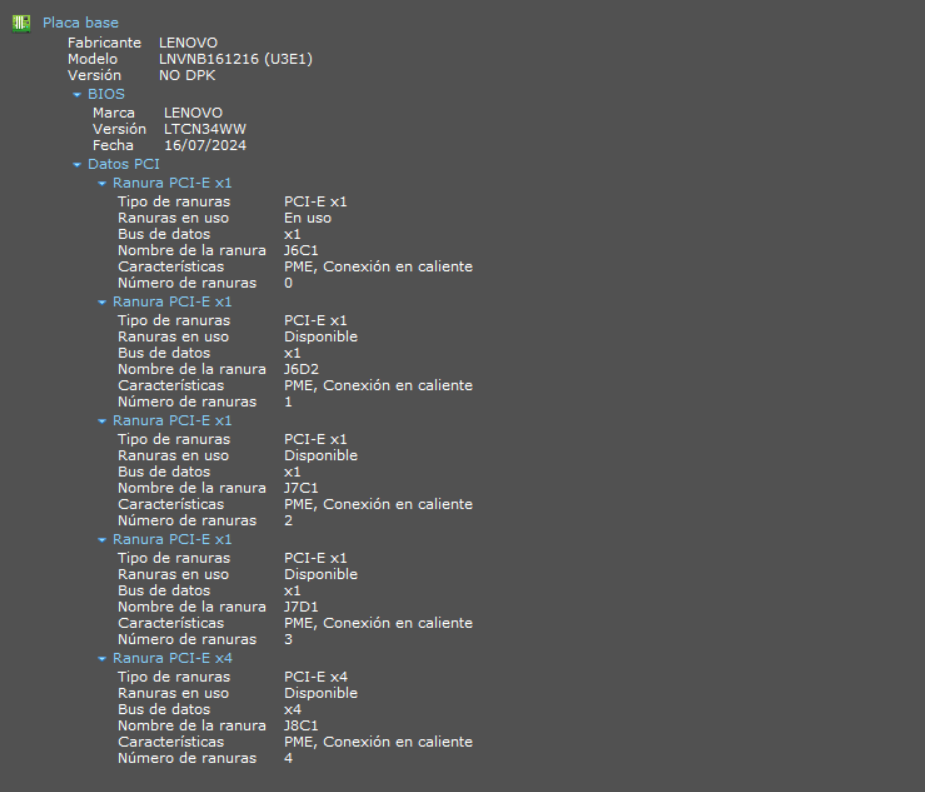 Placa base
Fabricante LENOVO
Modelo LNVNB161216 (U3E1)
Versión NO DPK
BIOS
Marca LENOVO
Versión LTCN34WW
Fecha 16/07/2024
Datos PCI
Ranura PCI-E x1
Tipo de ranuras PCI-E x1
Ranuras en uso En uso
Bus de datos x1
Nombre de la ranura J6C1
Características PME, Conexión en caliente
Número de ranuras 0
Ranura PCI-E x1
Tipo de ranuras PCI-E x1
Ranuras en uso Disponible
Bus de datos x1
Nombre de la ranura J6D2
Características PME, Conexión en caliente
Número de ranuras 1
Ranura PCI-E x1
Tipo de ranuras PCI-E x1
Ranuras en uso Disponible
Bus de datos x1
Nombre de la ranura J7C1
Características PME, Conexión en caliente
Número de ranuras 2
Ranura PCI-E x1
Tipo de ranuras PCI-E x1
Ranuras en uso Disponible
Bus de datos x1
Nombre de la ranura J7D1
Características PME, Conexión en caliente
Número de ranuras 3
Ranura PCI-E x4
Tipo de ranuras PCI-E x4
Ranuras en uso Disponible
Bus de datos x4
Nombre de la ranura J8C1
Características PME, Conexión en caliente
Número de ranuras 4